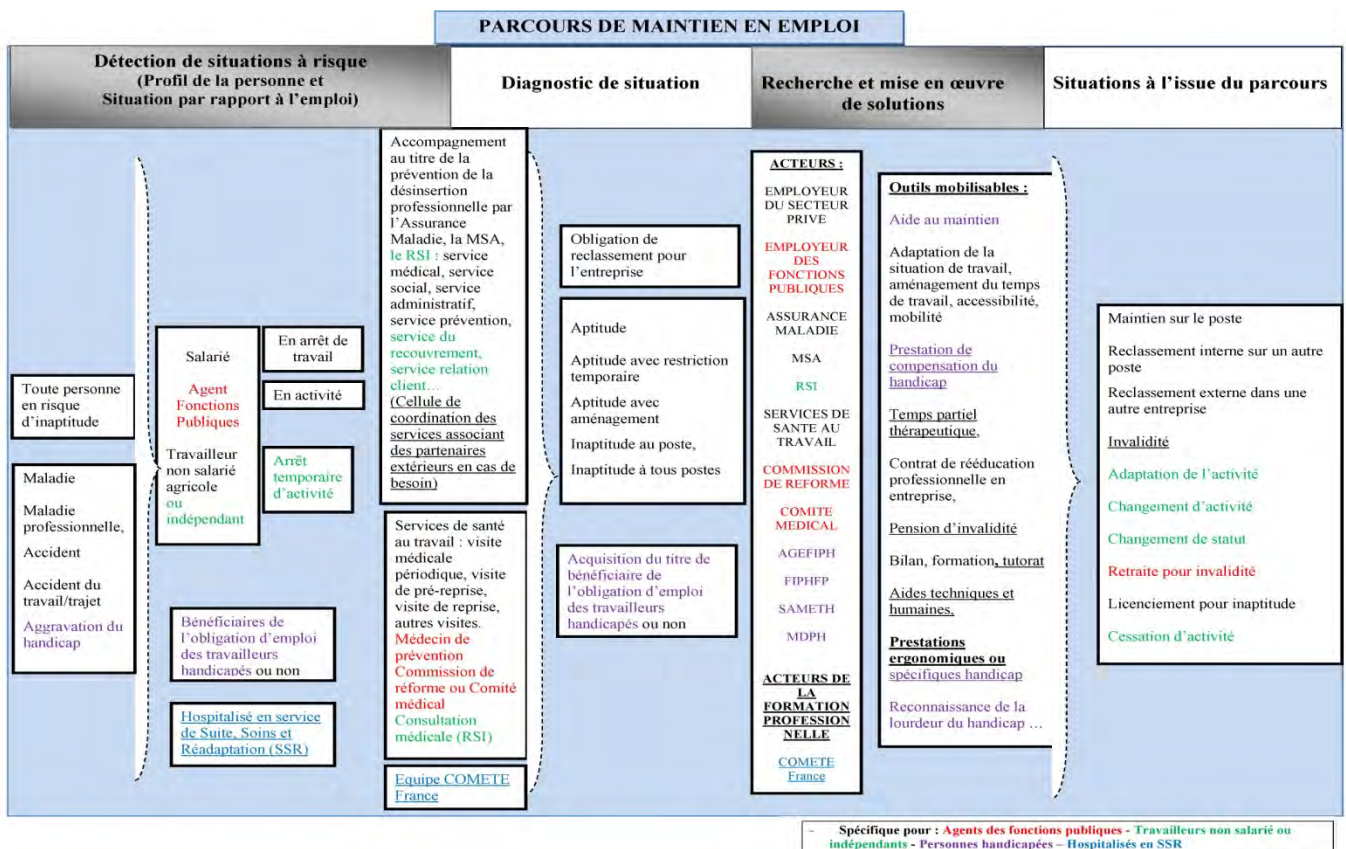 PARCOURS DE MAINTIEN EN EMPLOI
Détection de situations à risque
(Profil de la personne et
Situation par rapport à l'emploi)
Diagnostic de situation
Recherche et mise en œuvre
de solutions
Situations à l'issue du parcours
Toute personne
en risque
d'inaptitude
Maladie
Maladie
professionnelle,
Accident
Accident du
travail/trajet
Aggravation du
handicap
Salarié
Agent
Fonctions
Publiques
Travailleur
non salarié
agricole
ou
indépendant
En arrêt de
travail
En activité
Arrêt
temporaire
d'activité
Bénéficiaires de
l'obligation d'emploi
des travailleurs
handicapés ou non
Hospitalisé en service
de Suite, Soins et
Réadaptation (SSR)
Accompagnement
au titre de la
prévention de la
désinsertion
professionnelle par
l'Assurance
Maladie, la MSA,
le RSI : service
médical, service
social, service
administratif,
service prévention,
service du
recouvrement,
service relation
client…
(Cellule de
coordination des
services associant
des partenaires
extérieurs en cas de
besoin)
Services de santé
au travail : visite
médicale
périodique, visite
de pré-reprise,
visite de reprise,
autres visites.
Médecin de
prévention
Commission de
réforme ou Comité
médical
Consultation
médicale (RSI)
Equipe COMETE
France
Obligation de
reclassement pour
l'entreprise
Aptitude
Aptitude avec restriction
temporaire
Aptitude avec
aménagement
Inaptitude au poste,
Inaptitude à tous postes
Acquisition du titre de
bénéficiaire de
l'obligation d'emploi
des travailleurs
handicapés ou non
ACTEURS :
EMPLOYEUR
DU SECTEUR
PRIVE
EMPLOYEUR
DES
FONCTIONS
PUBLIQUES
ASSURANCE
MALADIE
MSA
RSI
SERVICES DE
SANTE AU
TRAVAIL
COMMISSION
DE REFORME
COMITE
MEDICAL
AGEFIPH
FIPHFP
SAMETH
MDPH
ACTEURS DE
LA
FORMATION
PROFESSION
NELLE
COMETE
France
Outils mobilisables :
Aide au maintien
Adaptation de la
situation de travail,
aménagement du temps
de travail, accessibilité,
mobilité
Prestation de
compensation du
handicap
Temps partiel
thérapeutique,
Contrat de rééducation
professionnelle en
entreprise,
Pension d'invalidité
Bilan, formation, tutorat
Aides techniques et
humaines,
Prestations
ergonomiques ou
spécifiques handicap
Reconnaissance de la
lourdeur du handicap …
Maintien sur le poste
Reclassement interne sur un autre
poste
Reclassement externe dans une
autre entreprise
Invalidité
Adaptation de l'activité
Changement d'activité
Changement de statut
Retraite pour invalidité
Licenciement pour inaptitude
Cessation d'activité
- Spécifique pour : Agents des fonctions publiques - Travailleurs non salarié ou
indépendants - Personnes handicapées – Hospitalisés en SSR